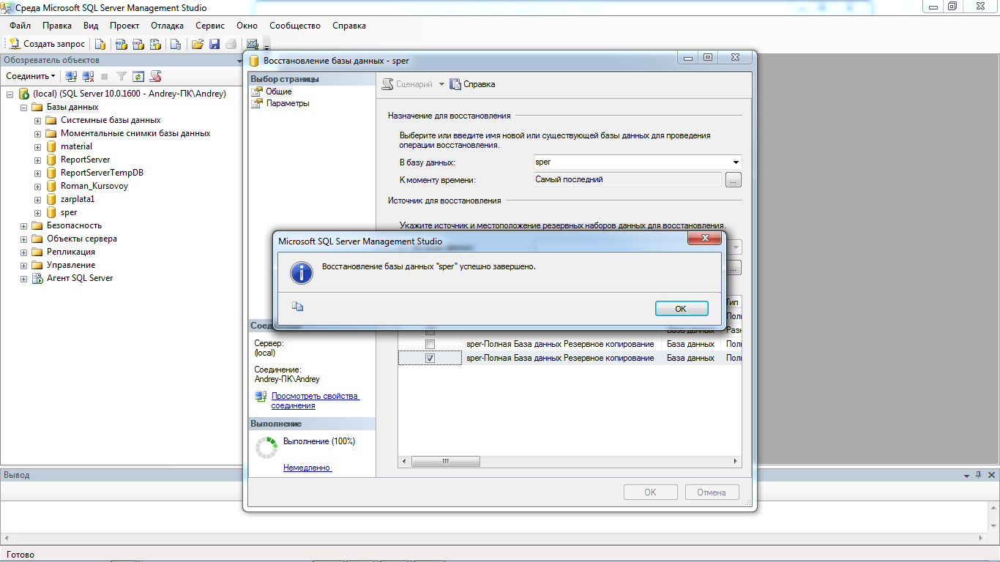 Среда Microsoft SQL Server Management Studio
Файл Правка Вид Проект Отладка Сервис Окно Сообщество Справка
Создать запрос
Обозреватель объектов
Соединить
(local) (SQL Server 10.0.1600 - Andrey-ПК\Andrey)
Базы данных
Системные базы данных
Моментальные снимки базы данных
material
ReportServer
ReportServerTempDB
Roman_Kursovoy
zarplata1
sper
Безопасность
Объекты сервера
Репликация
Управление
Агент SQL Server
Восстановление базы данных - sper
Выбор страницы
Общие
Параметры
Сценарий Справка
Назначение для восстановления
Выберите или введите имя новой или существующей базы данных для проведения
операции восстановления.
В базу данных: sper
К моменту времени: Самый последний ...
Источник для восстановления
Укажите источник и местоположение резервных наборов данных для восстановления.
...
Microsoft SQL Server Management Studio
Восстановление базы данных "sper" успешно завершено.
OK
Тип
sper-Полная База данных Резервное копирование База данных
sper-Полная База данных Резервное копирование База данных
Сервер:
(local)
Соединение:
Andrey-ПК\Andrey
Просмотреть свойства
соединения
Выполнение
Выполнение (100%)
Немедленно
OK Отмена
Вывод
Готово